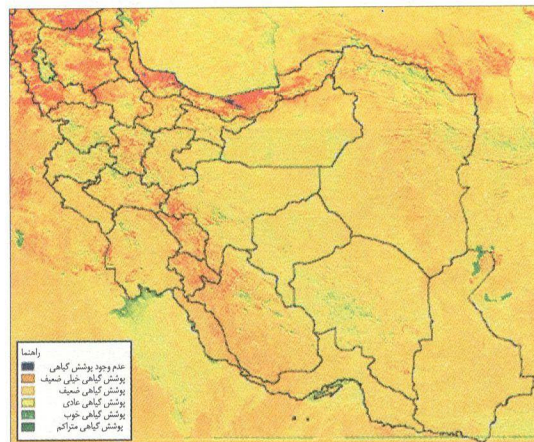 راهنما
عدم وجود پوشش گیاهی
پوشش گیاهی خیلی ضعیف
پوشش گیاهی ضعیف
پوشش گیاهی عادی
پوشش گیاهی خوب
پوشش گیاهی متراکم